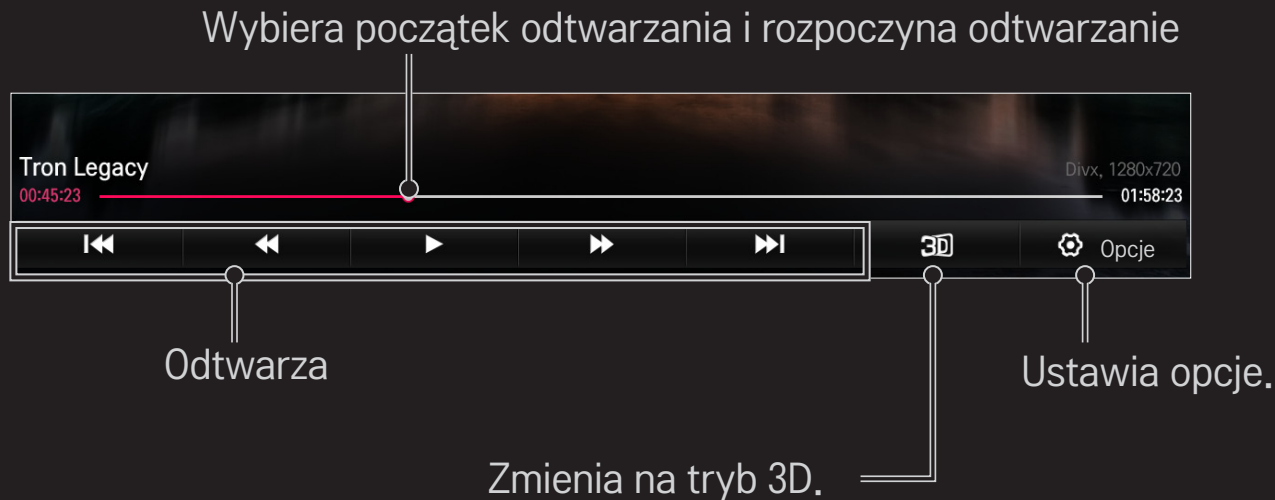 Wybiera początek odtwarzania i rozpoczyna odtwarzanie
Tron Legacy
Divx, 1280x720
00:45:23
01:58:23
3D
Opcje
Odtwarza
Ustawia opcje.
Zmienia na tryb 3D.